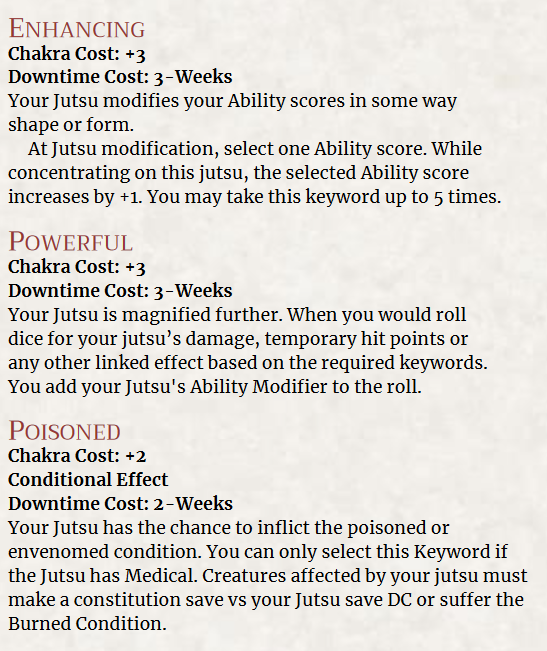 Enhancing
Chakra Cost: +3
Downtime Cost: 3-Weeks
Your Jutsu modifies your Ability scores in some way
shape or form.
At Jutsu modification, select one Ability score. While
concentrating on this jutsu, the selected Ability score
increases by +1. You may take this keyword up to 5 times.
Powerful
Chakra Cost: +3
Downtime Cost: 3-Weeks
Your Jutsu is magnified further. When you would roll
dice for your jutsu’s damage, temporary hit points or
any other linked effect based on the required keywords.
You add your Jutsu's Ability Modifier to the roll.
Poisoned
Chakra Cost: +2
Conditional Effect
Downtime Cost: 2-Weeks
Your Jutsu has the chance to inflict the poisoned or
envenomed condition. You can only select this Keyword if
the Jutsu has Medical. Creatures affected by your jutsu must
make a constitution save vs your Jutsu save DC or suffer the
Burned Condition.